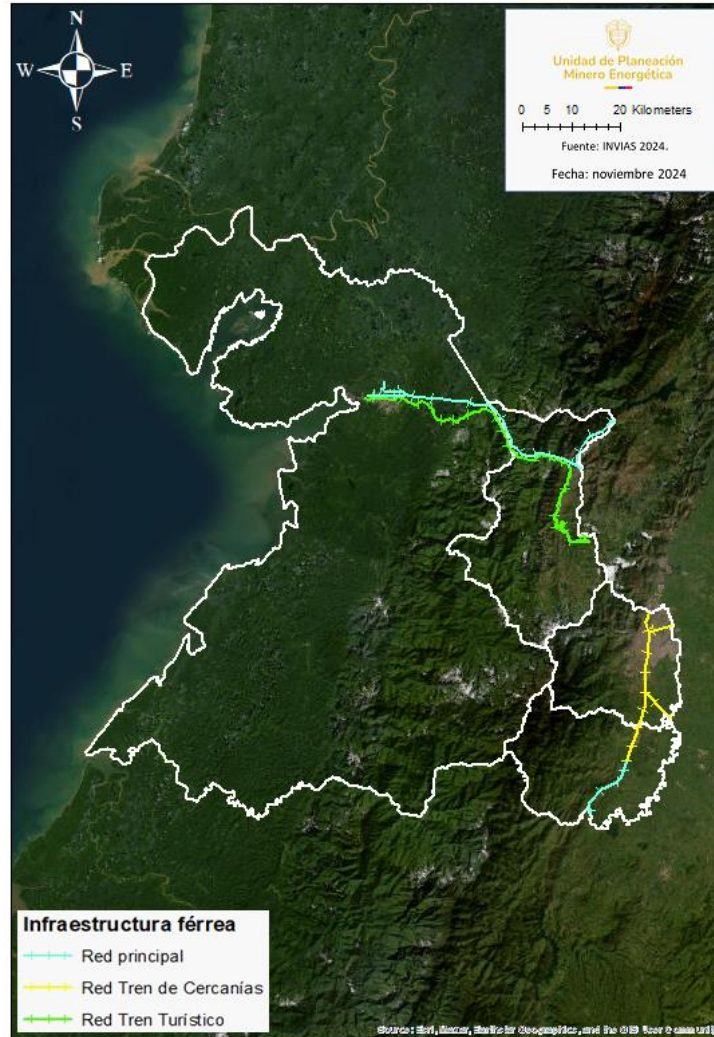 N
W E
S
Unidad de Planeación
Minero Energética
0 5 10 20 Kilometers
Fuente: INVIAS 2024.
Fecha: noviembre 2024
Infraestructura férrea
Red principal
Red Tren de Cercanías
Red Tren Turístico
Source: Esri, Maxar, Earthstar Geographics, and the GIS User Communit